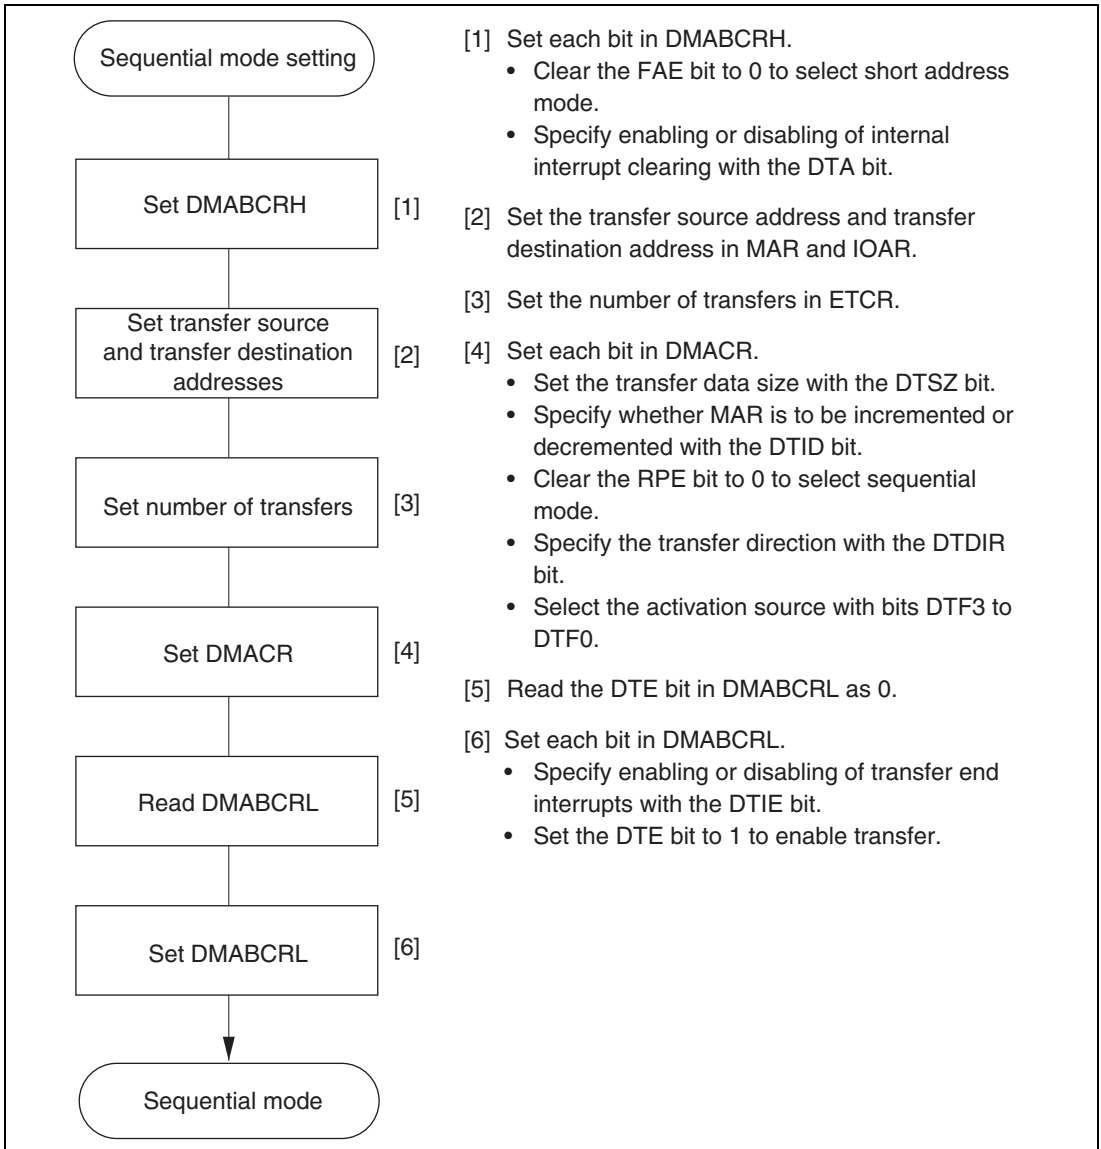 Sequential mode setting
Set DMABCRH
[1]
Set transfer source
and transfer destination
addresses
[2]
Set number of transfers
[3]
Set DMACR
[4]
Read DMABCRL
[5]
Set DMABCRL
[6]
Sequential mode
[1] Set each bit in DMABCRH.
• Clear the FAE bit to 0 to select short address
mode.
• Specify enabling or disabling of internal
interrupt clearing with the DTA bit.
[2] Set the transfer source address and transfer
destination address in MAR and IOAR.
[3] Set the number of transfers in ETCR.
[4] Set each bit in DMACR.
• Set the transfer data size with the DTSZ bit.
• Specify whether MAR is to be incremented or
decremented with the DTID bit.
• Clear the RPE bit to 0 to select sequential
mode.
• Specify the transfer direction with the DTDIR
bit.
• Select the activation source with bits DTF3 to
DTF0.
[5] Read the DTE bit in DMABCRL as 0.
[6] Set each bit in DMABCRL.
• Specify enabling or disabling of transfer end
interrupts with the DTIE bit.
• Set the DTE bit to 1 to enable transfer.